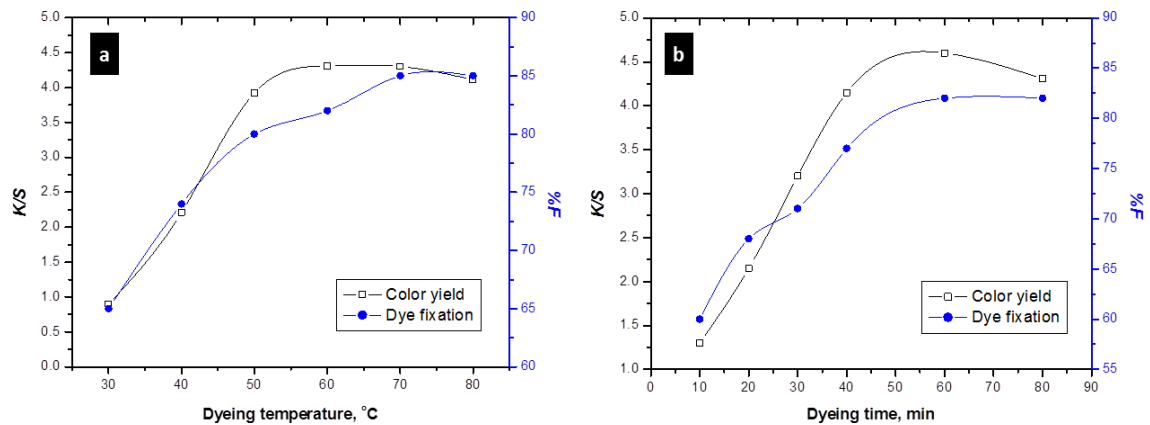 a
5.0
4.5
4.0
3.5
3.0
2.5
2.0
1.5
1.0
0.5
0.0
K/S
90
85
80
75
70
65
60
%F
Color yield
Dye fixation
30 40 50 60 70 80
Dyeing temperature, °C
b
5.0
4.5
4.0
3.5
3.0
2.5
2.0
1.5
1.0
K/S
90
85
80
75
70
65
60
55
%F
Color yield
Dye fixation
0 10 20 30 40 50 60 70 80 90
Dyeing time, min